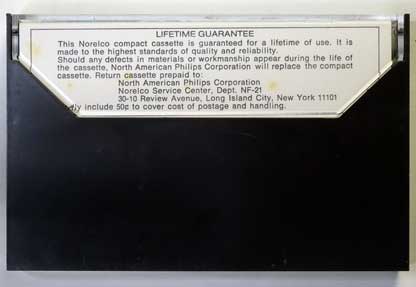 LIFETIME GUARANTEE
This Norelco compact cassette is guaranteed for a lifetime of use. It is
made to the highest standards of quality and reliability.
Should any defects in materials or workmanship appear during the life of
the cassette, North American Philips Corporation will replace the compact
cassette. Return cassette prepaid to:
North American Philips Corporation
Norelco Service Center, Dept. NF-21
30-10 Review Avenue, Long Island City, New York 11101
include 50¢ to cover cost of postage and handling.